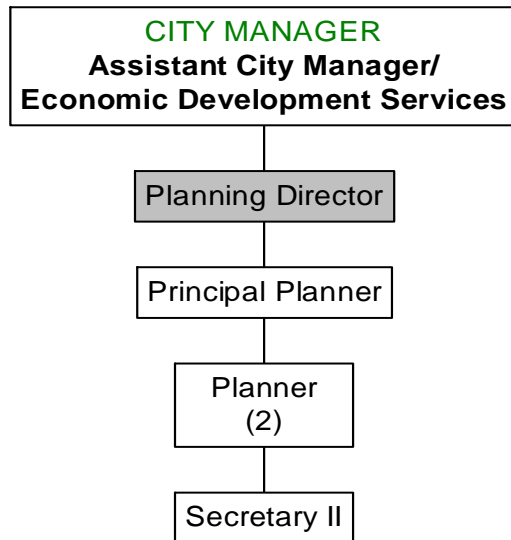 CITY MANAGER
Assistant City Manager/
Economic Development Services
Planning Director
Principal Planner
Planner
(2)
Secretary II